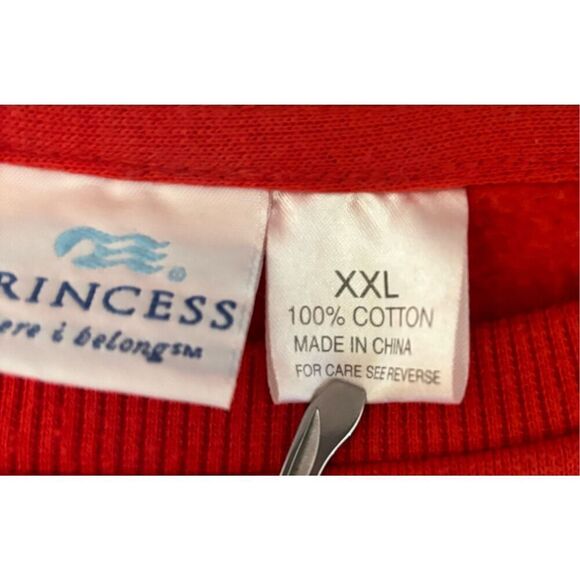 RINCESS®
ere i belong℠
XXL
100% COTTON
MADE IN CHINA
FOR CARE SEE REVERSE